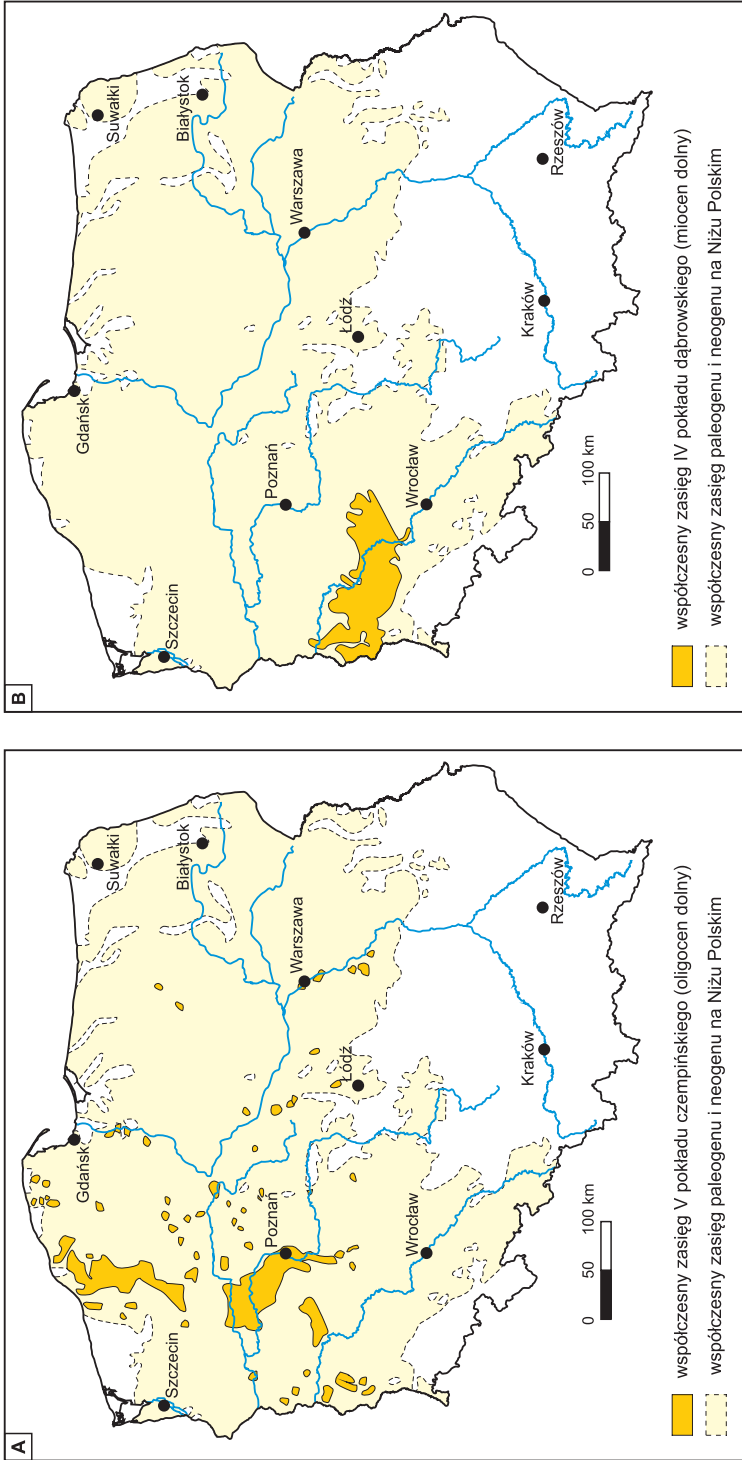 A
Gdańsk
Suwałki
Szczecin
Białystok
Poznań
Warszawa
Łódź
Wrocław
Kraków
Rzeszów
0 50 100 km
współczesny zasięg V pokładu czempińskiego (oligocen dolny)
współczesny zasięg paleogenu i neogenu na Niżu Polskim
B
Gdańsk
Suwałki
Szczecin
Białystok
Poznań
Warszawa
Łódź
Wrocław
Kraków
Rzeszów
0 50 100 km
współczesny zasięg IV pokładu dąbrowskiego (miocen dolny)
współczesny zasięg paleogenu i neogenu na Niżu Polskim